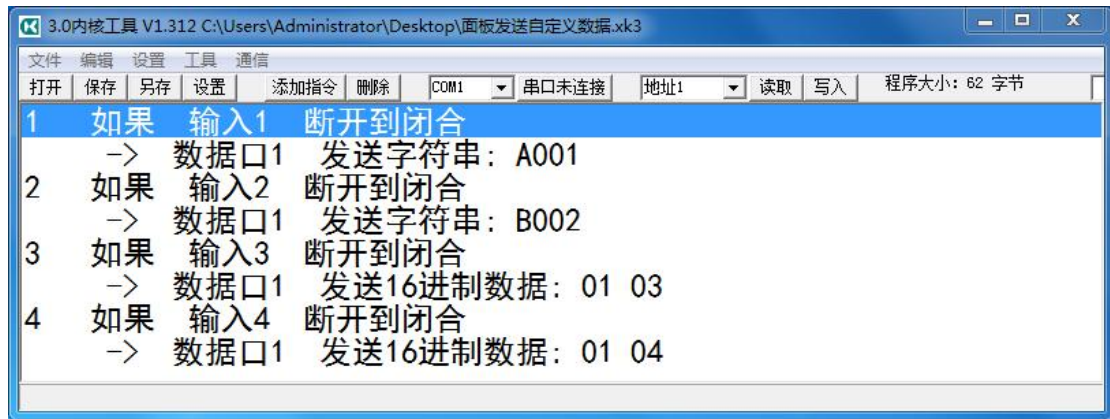 3.0内核工具 V1.312 C:\Users\Administrator\Desktop\面板发送自定义数据.xk3
文件 编辑 设置 工具 通信
打开 保存 另存 设置 添加指令 删除 COM1 串口未连接 地址1 读取 写入 程序大小: 62 字节
1 如果 输入1 断开到闭合
-> 数据口1 发送字符串: A001
2 如果 输入2 断开到闭合
-> 数据口1 发送字符串: B002
3 如果 输入3 断开到闭合
-> 数据口1 发送16进制数据: 01 03
4 如果 输入4 断开到闭合
-> 数据口1 发送16进制数据: 01 04